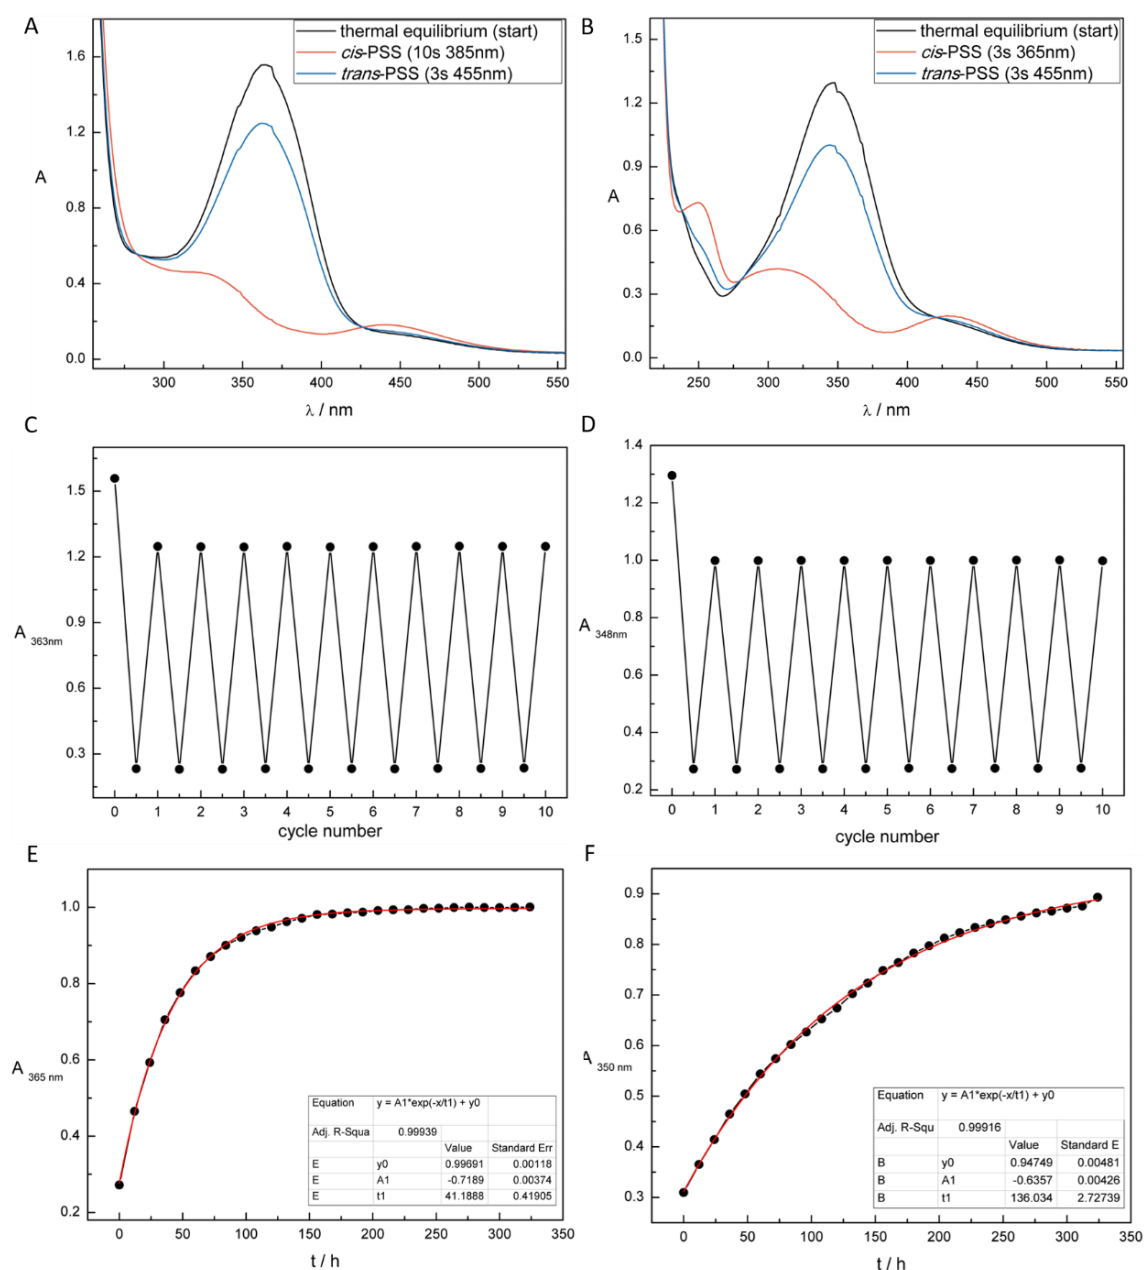 A
thermal equilibrium (start)
cis-PSS (10s 385nm)
trans-PSS (3s 455nm)
1.6
1.2
0.8
0.4
0.0
A
300 350 400 450 500 550
λ / nm
B
thermal equilibrium (start)
cis-PSS (3s 365nm)
trans-PSS (3s 455nm)
1.5
1.2
0.9
0.6
0.3
0.0
A
250 300 350 400 450 500 550
λ / nm
C
1.5
1.2
0.9
0.6
0.3
A 363nm
0 1 2 3 4 5 6 7 8 9 10
cycle number
D
1.4
1.2
1.0
0.8
0.6
0.4
0.2
A 348nm
0 1 2 3 4 5 6 7 8 9 10
cycle number
E
1.0
0.8
0.6
0.4
0.2
A 365 nm
Equation y = A1*exp(-x/t1) + y0
Adj. R-Squa 0.99939
Value Standard Err
E y0 0.99691 0.00118
E A1 -0.7189 0.00374
E t1 41.1888 0.41905
0 50 100 150 200 250 300 350
t / h
F
0.9
0.8
0.7
0.6
0.5
0.4
0.3
A 350 nm
Equation y = A1*exp(-x/t1) + y0
Adj. R-Squ 0.99916
Value Standard E
B y0 0.94749 0.00481
B A1 -0.6357 0.00426
B t1 136.034 2.72739
0 50 100 150 200 250 300 350
t / h